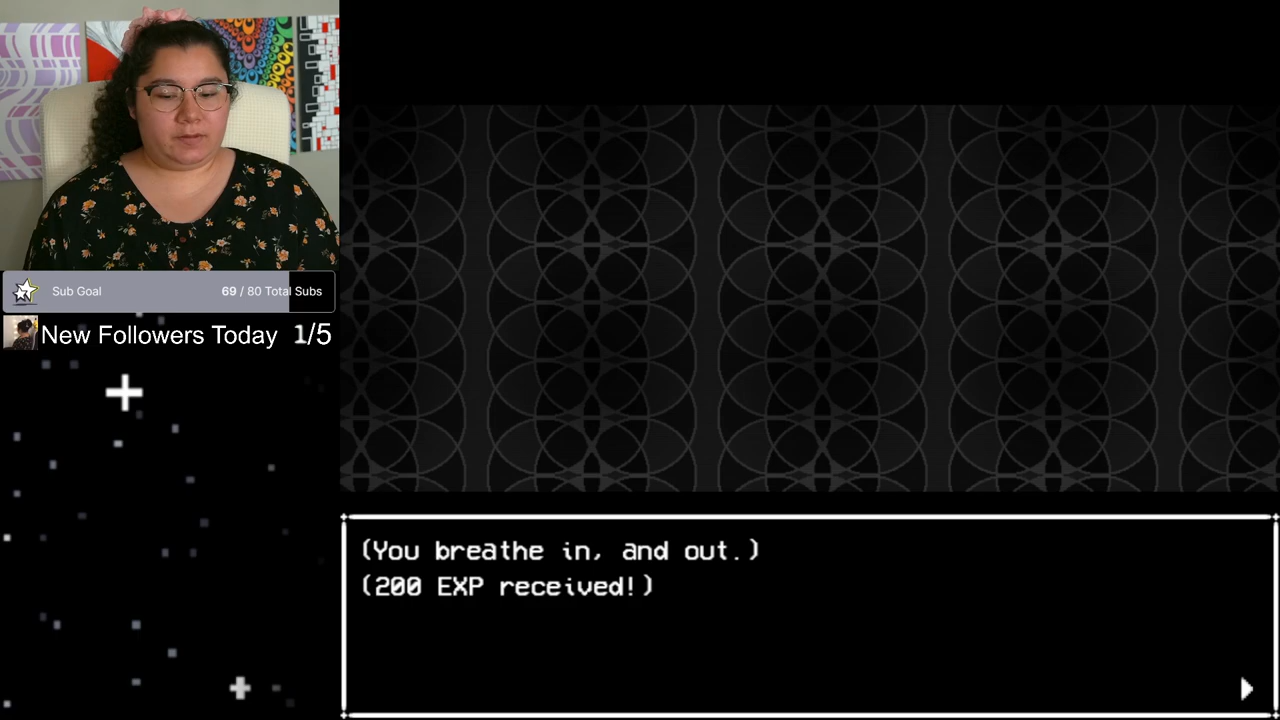 Sub Goal
69 / 80 Total Subs
New Followers Today 1/5
(You breathe in, and out.)
(200 EXP received!)